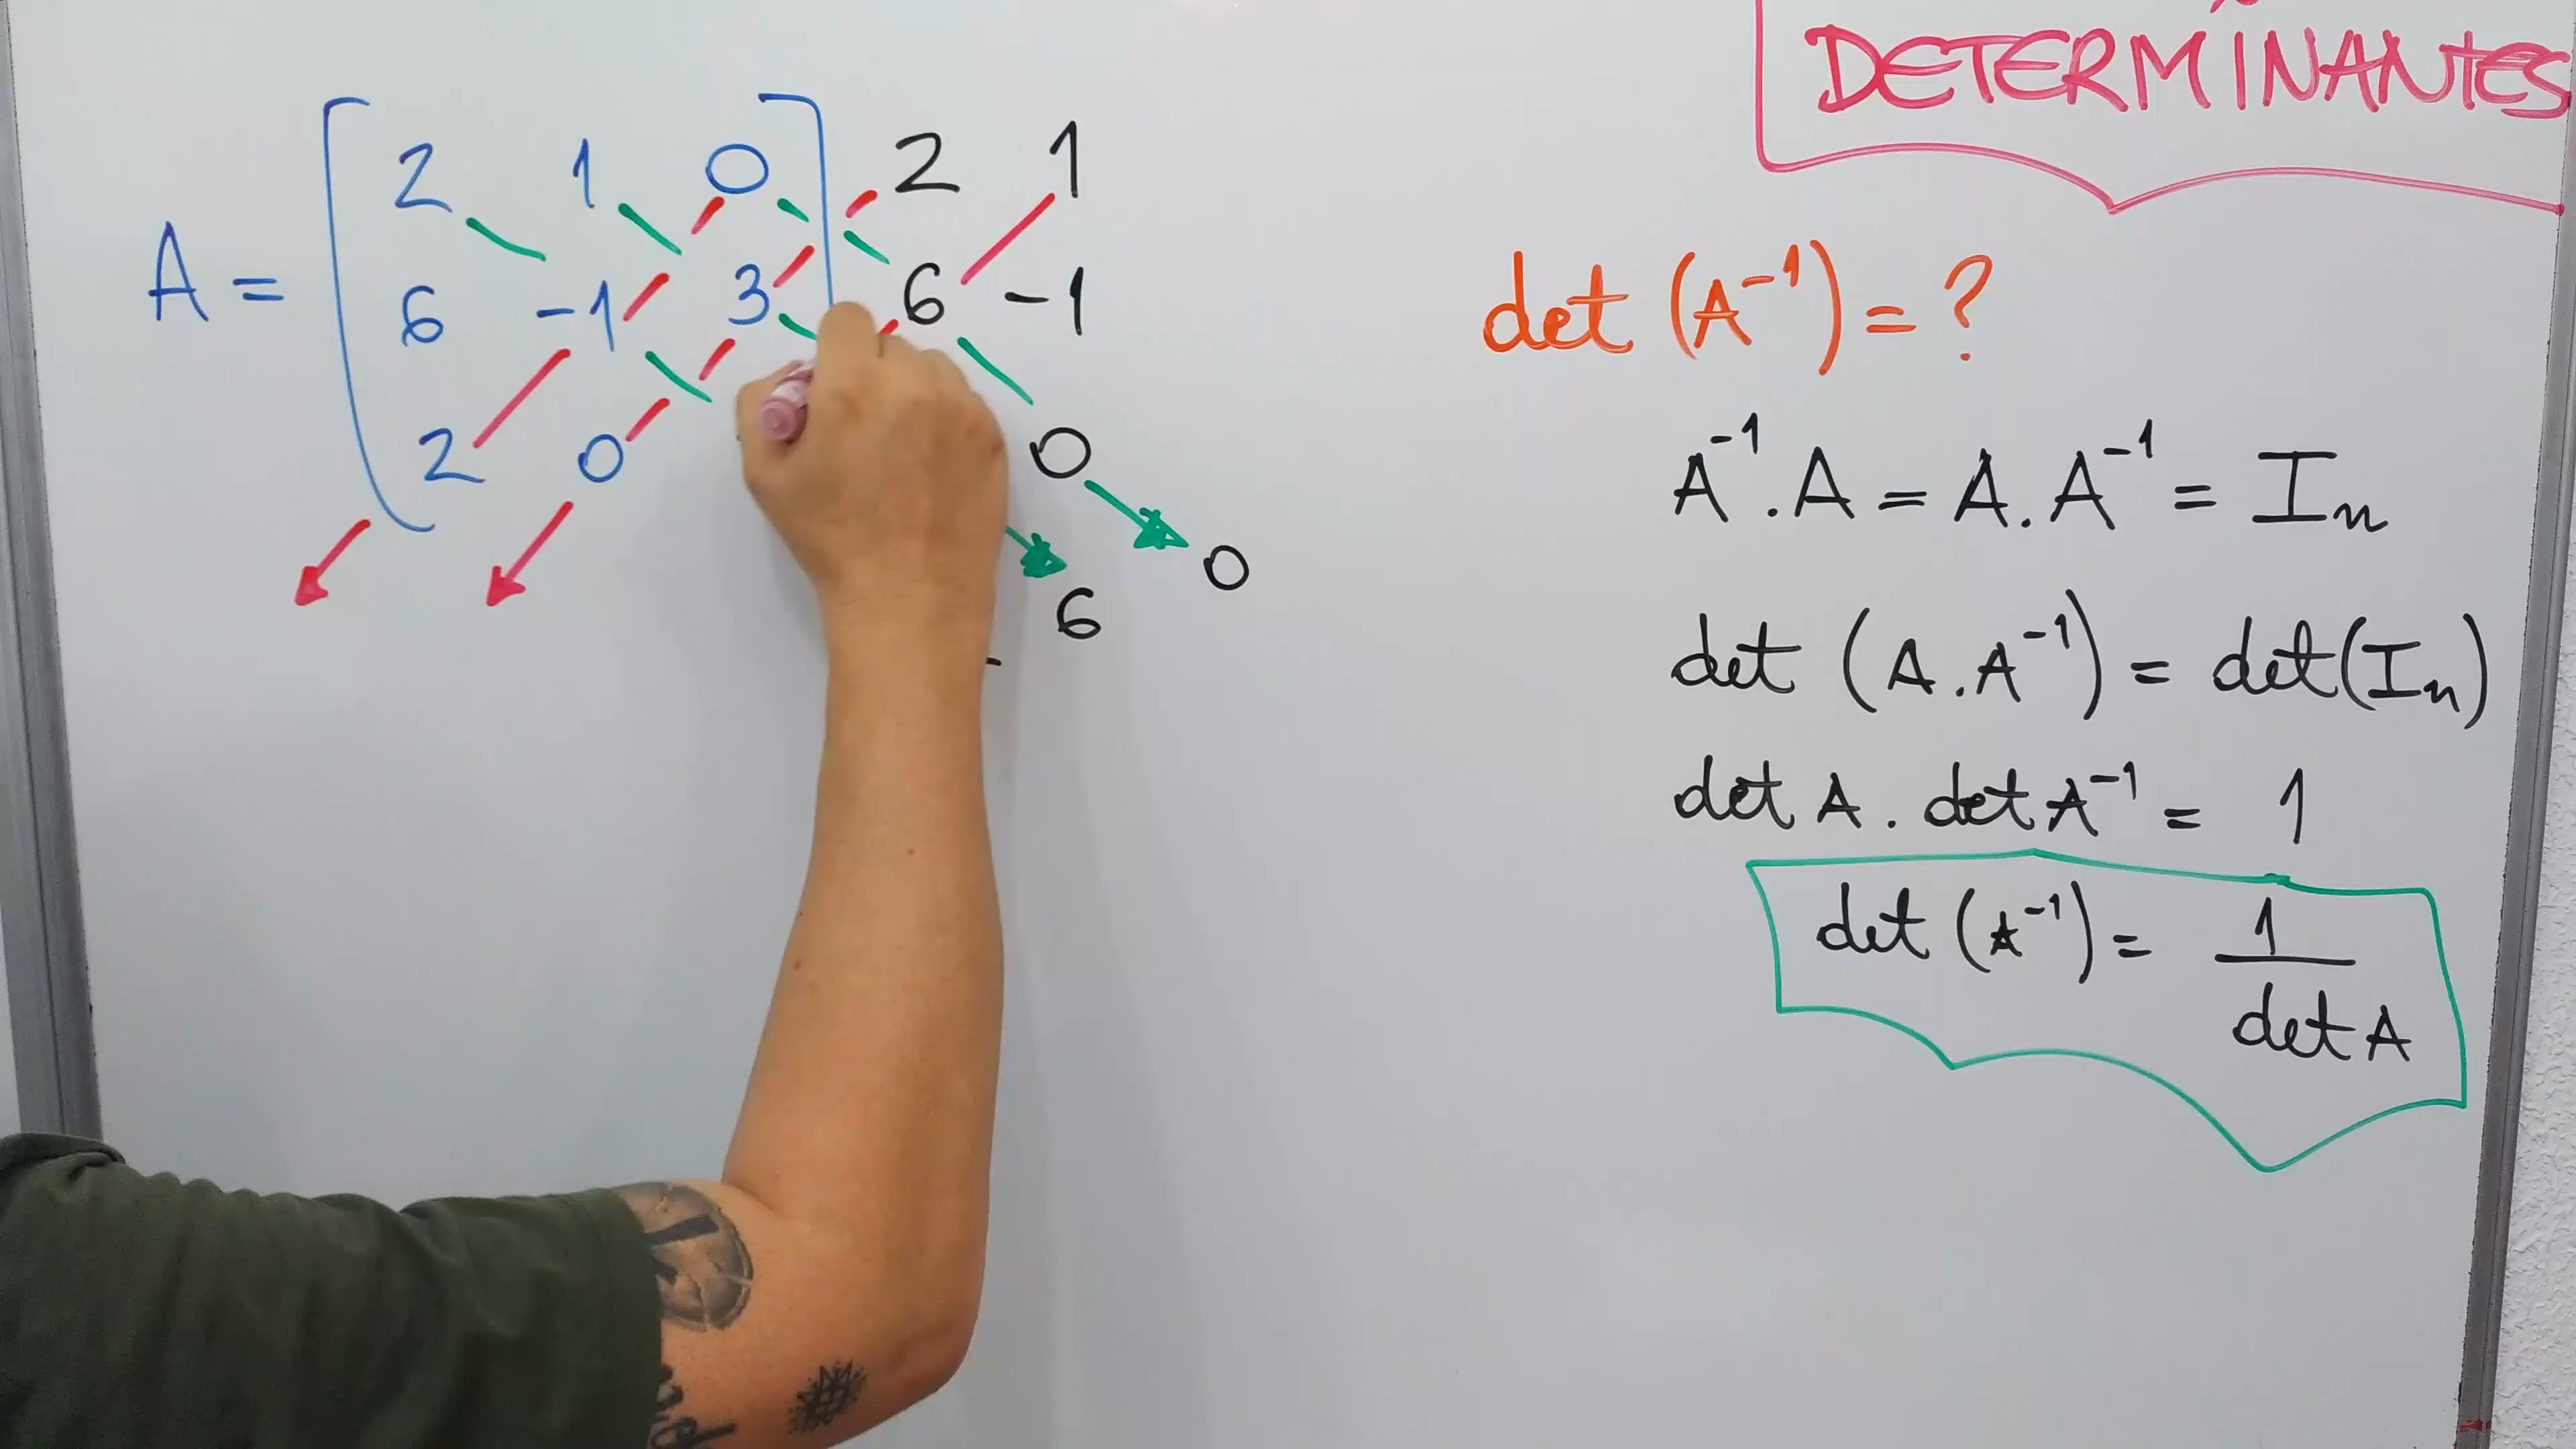 DETERMINANTES
2 1 0 2 1
A = 6 -1 3 6 -1
2 0 0
0
6
-
det (A⁻¹) = ?
A⁻¹ . A = A . A⁻¹ = Iₙ
det (A . A⁻¹) = det(Iₙ)
det A . det A⁻¹ = 1
det (A⁻¹) = 1
det A